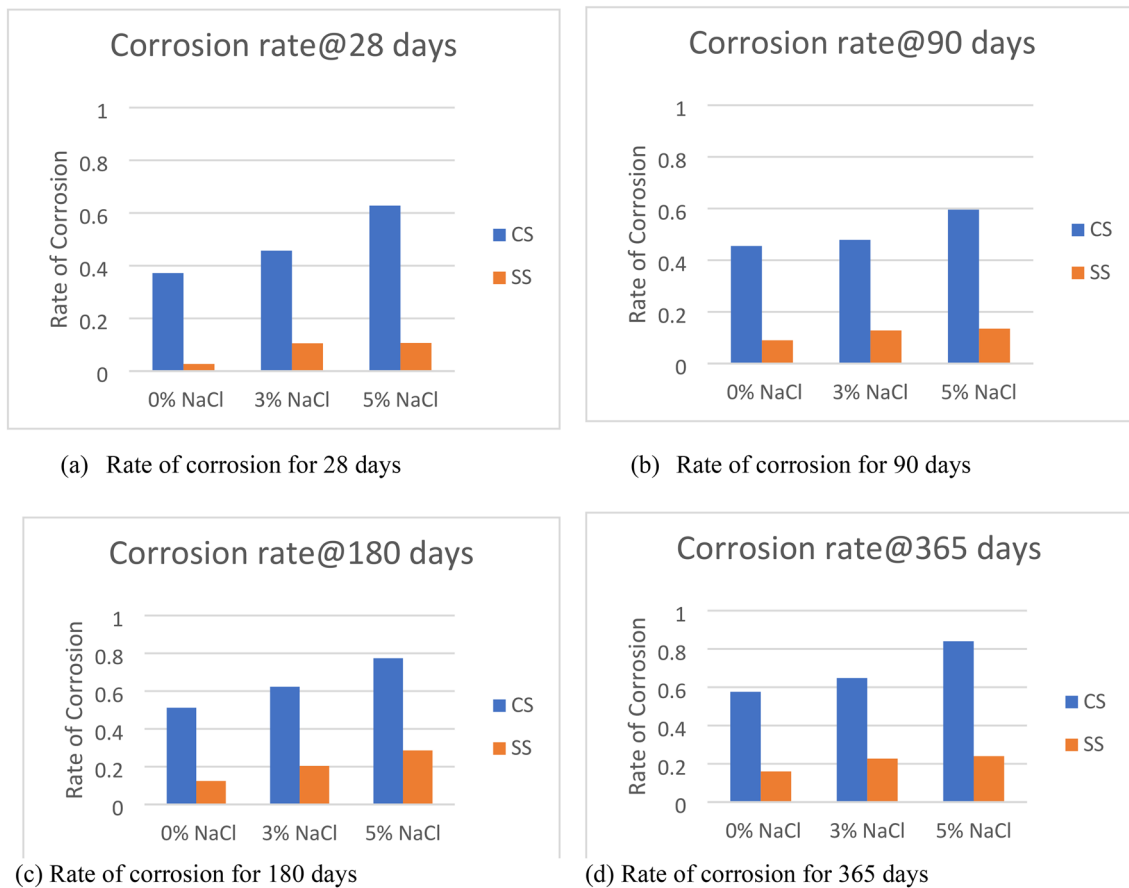 Corrosion rate@28 days
Rate of Corrosion
1
0.8
0.6
0.4
0.2
0
0% NaCl 3% NaCl 5% NaCl
CS
SS
(a) Rate of corrosion for 28 days
Corrosion rate@90 days
Rate of Corrosion
1
0.8
0.6
0.4
0.2
0
0% NaCl 3% NaCl 5% NaCl
CS
SS
(b) Rate of corrosion for 90 days
Corrosion rate@180 days
Rate of Corrosion
1
0.8
0.6
0.4
0.2
0
0% NaCl 3% NaCl 5% NaCl
CS
SS
(c) Rate of corrosion for 180 days
Corrosion rate@365 days
Rate of Corrosion
1
0.8
0.6
0.4
0.2
0
0% NaCl 3% NaCl 5% NaCl
CS
SS
(d) Rate of corrosion for 365 days